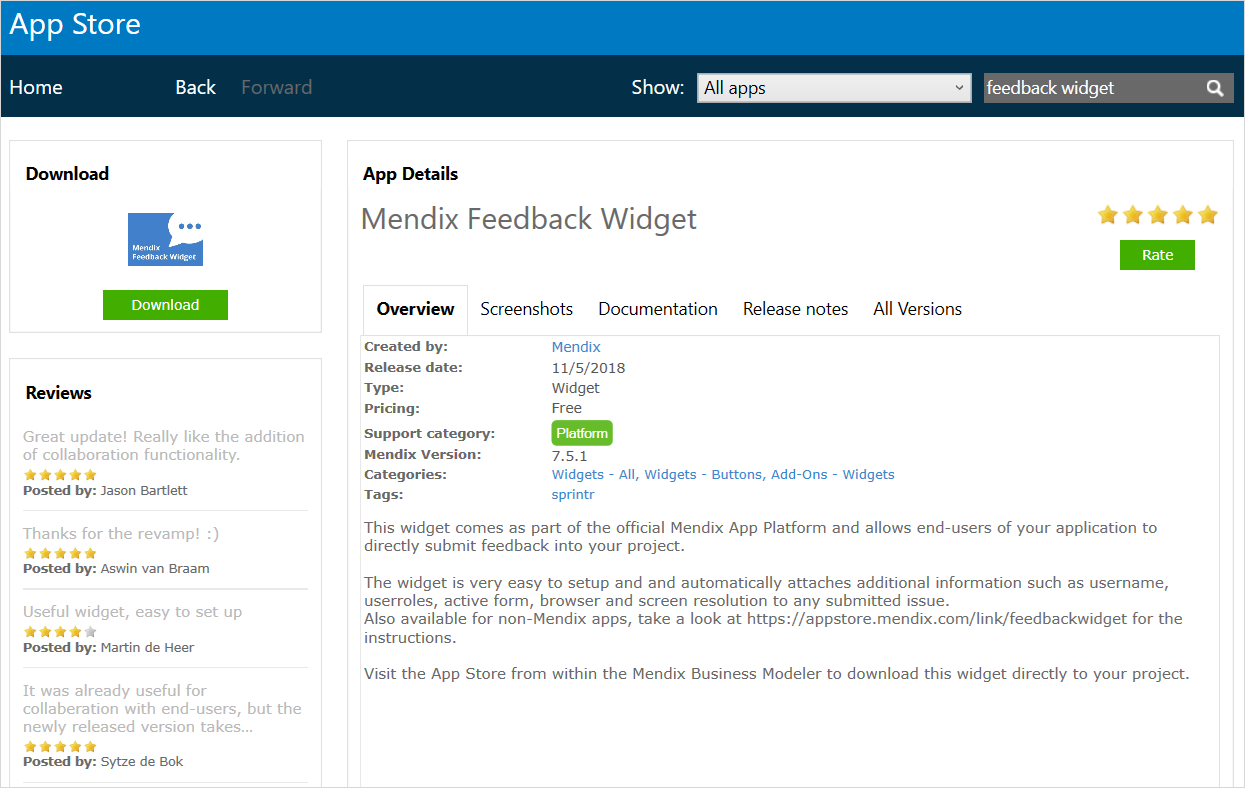 App Store
Home Back Forward Show: All apps feedback widget
Download
Mendix
Feedback Widget
Download
Reviews
Great update! Really like the addition
of collaboration functionality.
Posted by: Jason Bartlett
Thanks for the revamp! :)
Posted by: Aswin van Braam
Useful widget, easy to set up
Posted by: Martin de Heer
It was already useful for
collaberation with end-users, but the
newly released version takes...
Posted by: Sytze de Bok
App Details
Mendix Feedback Widget
Rate
Overview Screenshots Documentation Release notes All Versions
Created by: Mendix
Release date: 11/5/2018
Type: Widget
Pricing: Free
Support category: Platform
Mendix Version: 7.5.1
Categories: Widgets - All, Widgets - Buttons, Add-Ons - Widgets
Tags: sprintr
This widget comes as part of the official Mendix App Platform and allows end-users of your application to
directly submit feedback into your project.
The widget is very easy to setup and and automatically attaches additional information such as username,
userroles, active form, browser and screen resolution to any submitted issue.
Also available for non-Mendix apps, take a look at https://appstore.mendix.com/link/feedbackwidget for the
instructions.
Visit the App Store from within the Mendix Business Modeler to download this widget directly to your project.